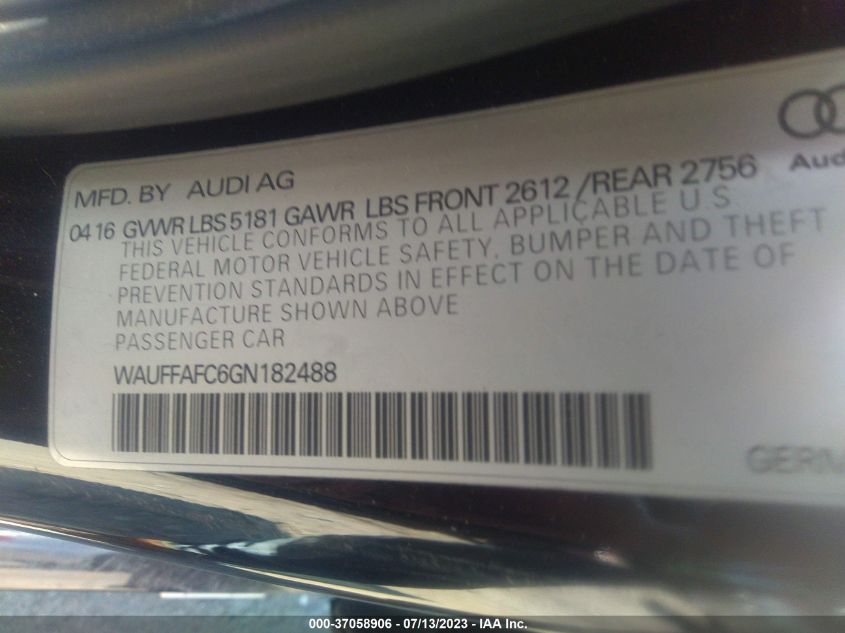 MFD. BY AUDI AG
04 16 GVWR LBS 5181 GAWR LBS FRONT 2612 /REAR 2756
THIS VEHICLE CONFORMS TO ALL APPLICABLE U S
FEDERAL MOTOR VEHICLE SAFETY, BUMPER AND THEFT
PREVENTION STANDARDS IN EFFECT ON THE DATE OF
MANUFACTURE SHOWN ABOVE
PASSENGER CAR
WAUFFAFC6GN182488
Aud
GERM
000-37058906 / 07/13/2023 - © IAA Inc.